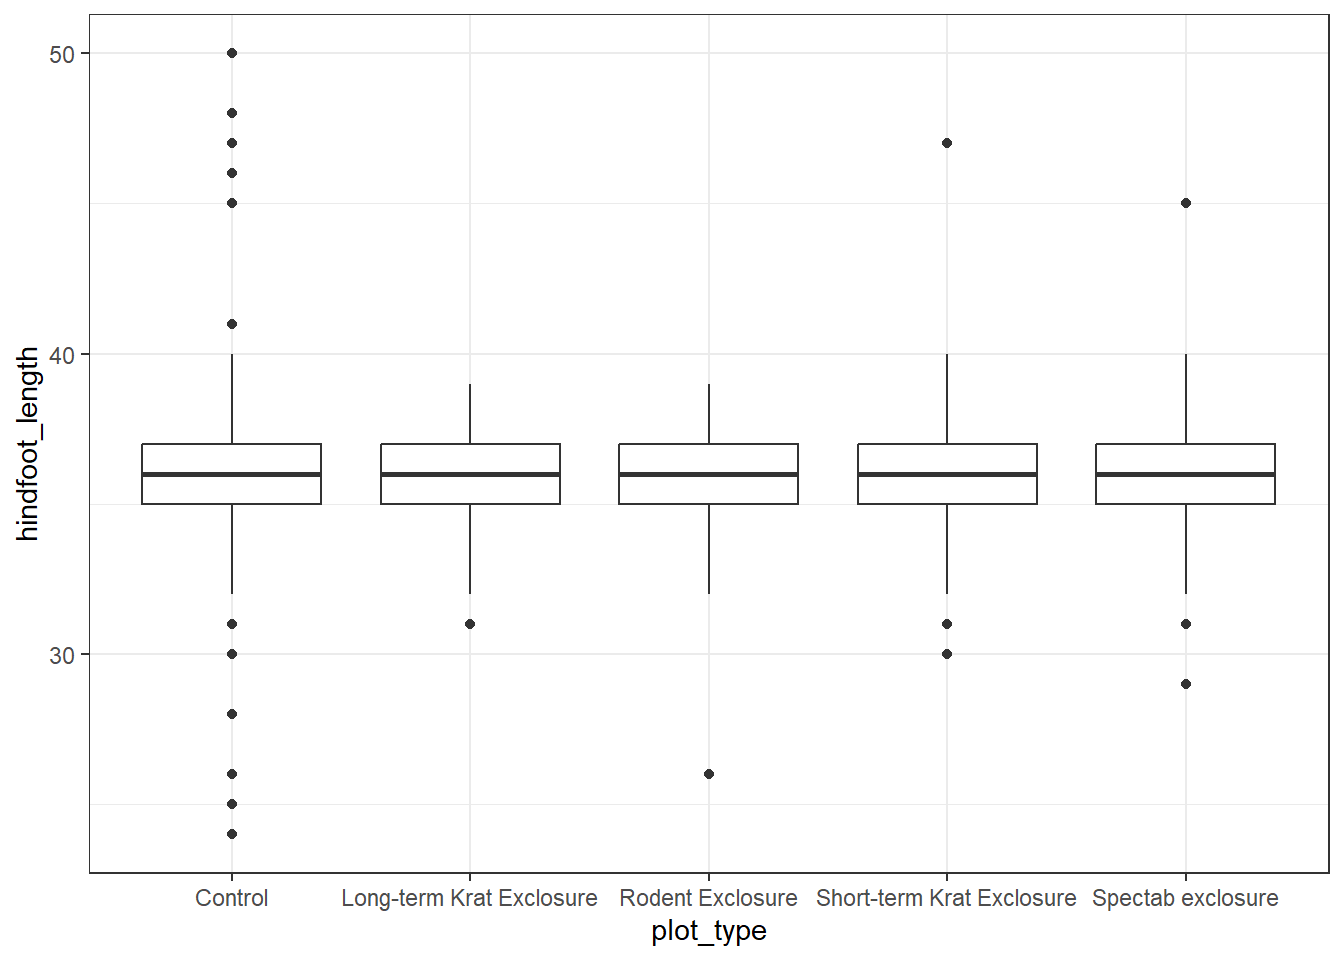 50
40
30
hindfoot_length
Control Long-term Krat Exclosure Rodent Exclosure Short-term Krat Exclosure Spectab exclosure
plot_type